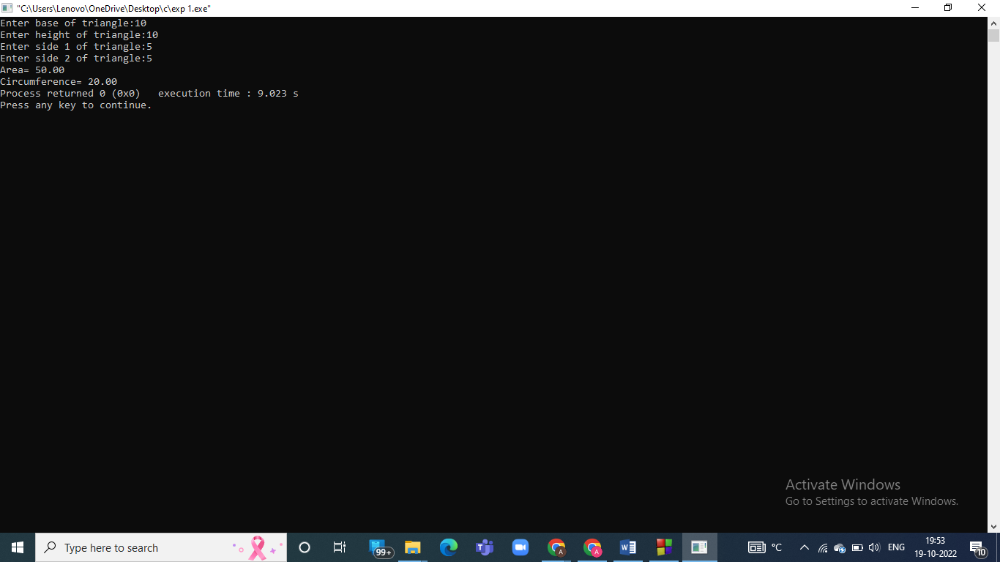 "C:\Users\Lenovo\OneDrive\Desktop\c\exp 1.exe"
Enter base of triangle:10
Enter height of triangle:10
Enter side 1 of triangle:5
Enter side 2 of triangle:5
Area= 50.00
Circumference= 20.00
Process returned 0 (0x0)   execution time : 9.023 s
Press any key to continue.
Activate Windows
Go to Settings to activate Windows.
Type here to search
99+
T
A
A
W
°C
ENG
19:53
19-10-2022
10